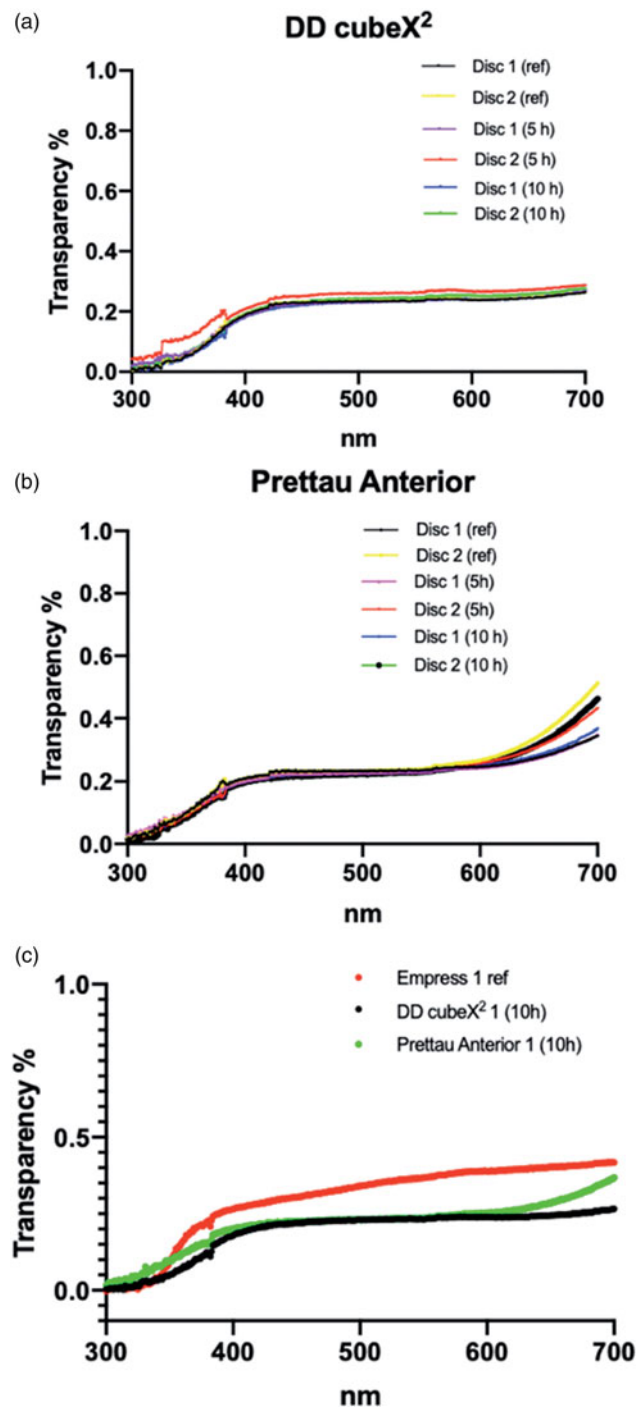 (a)
DD cubeX²
Transparency %
1.0
0.8
0.6
0.4
0.2
0.0
Disc 1 (ref)
Disc 2 (ref)
Disc 1 (5 h)
Disc 2 (5 h)
Disc 1 (10 h)
Disc 2 (10 h)
300 400 500 600 700
nm
(b)
Prettau Anterior
Transparency %
1.0
0.8
0.6
0.4
0.2
0.0
Disc 1 (ref)
Disc 2 (ref)
Disc 1 (5h)
Disc 2 (5h)
Disc 1 (10 h)
Disc 2 (10 h)
300 400 500 600 700
nm
(c)
Transparency %
1.0
0.5
0.0
Empress 1 ref
DD cubeX² 1 (10h)
Prettau Anterior 1 (10h)
300 400 500 600 700
nm